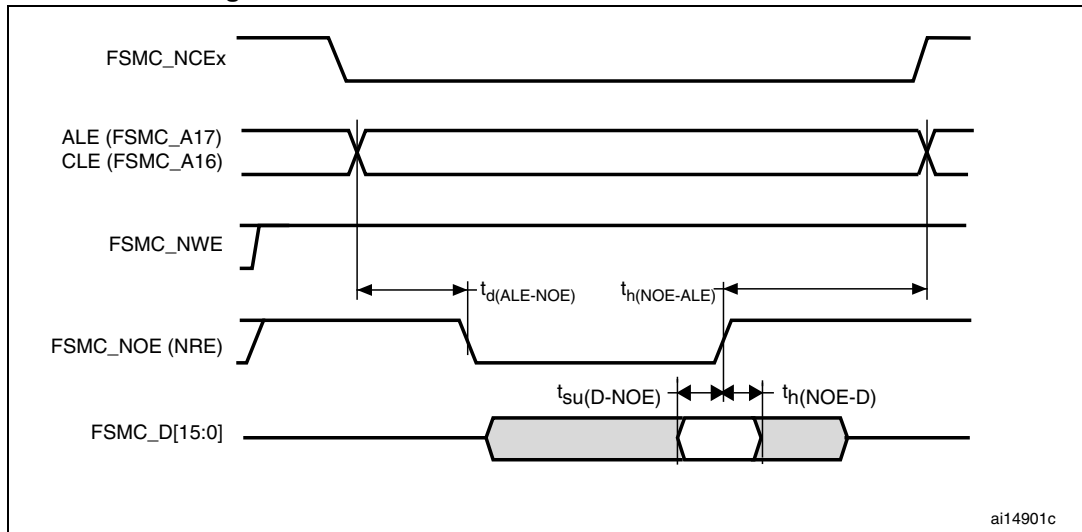 FSMC_NCEx
ALE (FSMC_A17)
CLE (FSMC_A16)
FSMC_NWE
td(ALE-NOE)
th(NOE-ALE)
FSMC_NOE (NRE)
tsu(D-NOE)
th(NOE-D)
FSMC_D[15:0]
ai14901c